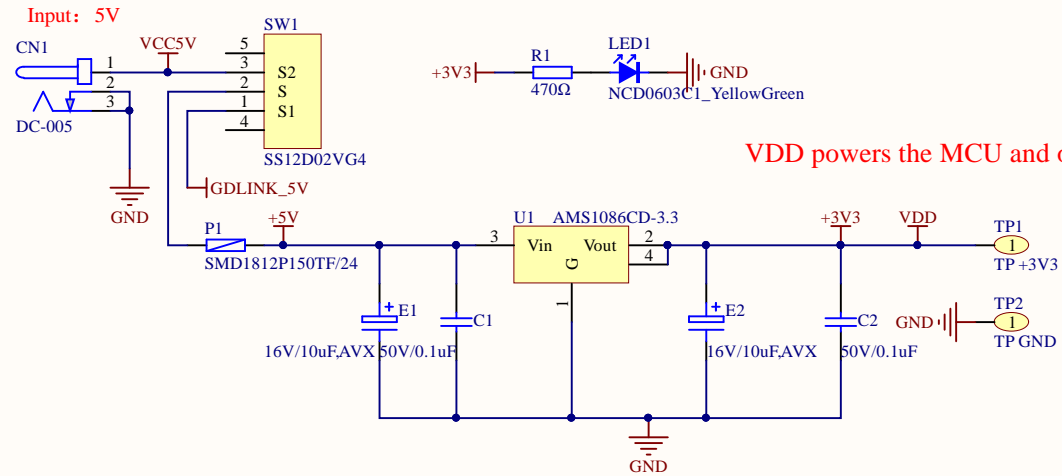 Input：5V
CN1
1
2
3
DC-005
VCC5V
SW1
5
3
2
1
4
S2
S
S1
SS12D02VG4
GND
GDLINK_5V
+3V3
R1
470Ω
LED1
NCD0603C1_YellowGreen
GND
VDD powers the MCU and o
P1
SMD1812P150TF/24
+5V
U1 AMS1086CD-3.3
3
Vin Vout
G
2
4
1
+3V3
VDD
TP1
1
TP +3V3
E1
16V/10uF,AVX
C1
50V/0.1uF
E2
16V/10uF,AVX
C2
50V/0.1uF
GND
TP2
1
TP GND
GND